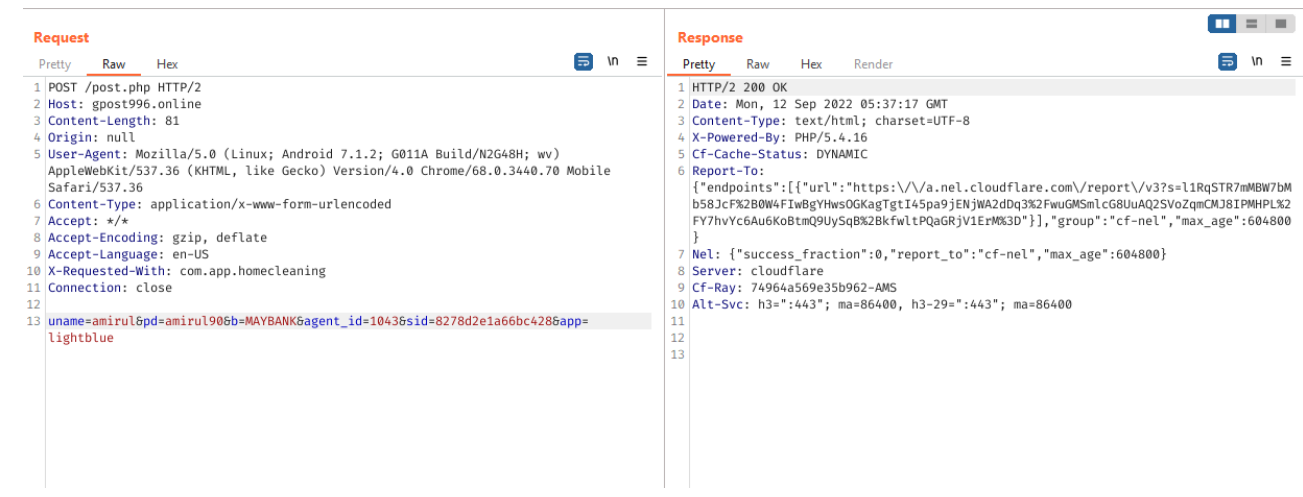 Request
Pretty Raw Hex
\n
1 POST /post.php HTTP/2
2 Host: gpost996.online
3 Content-Length: 81
4 Origin: null
5 User-Agent: Mozilla/5.0 (Linux; Android 7.1.2; G011A Build/N2G48H; wv)
AppleWebKit/537.36 (KHTML, like Gecko) Version/4.0 Chrome/68.0.3440.70 Mobile
Safari/537.36
6 Content-Type: application/x-www-form-urlencoded
7 Accept: */*
8 Accept-Encoding: gzip, deflate
9 Accept-Language: en-US
10 X-Requested-With: com.app.homecleaning
11 Connection: close
12
13 uname=amirul&pd=amirul90&b=MAYBANK&agent_id=1043&sid=8278d2e1a66bc428&app=
lightblue
Response
Pretty Raw Hex Render
\n
1 HTTP/2 200 OK
2 Date: Mon, 12 Sep 2022 05:37:17 GMT
3 Content-Type: text/html; charset=UTF-8
4 X-Powered-By: PHP/5.4.16
5 Cf-Cache-Status: DYNAMIC
6 Report-To:
{"endpoints":[{"url":"https:\/\/a.nel.cloudflare.com\/report\/v3?s=l1RqSTR7mMBW7bM
b58JcF%2B0W4FIwBgYHwsOGKagTgtI45pa9jENjWA2dDq3%2FwuGMSmlcG8UuAQ2SVoZqmCMJ8IPMHPL%2
FY7hvYc6Au6KoBtmQ9UySqB%2BkfwltPQaGRjV1ErM%3D"}],"group":"cf-nel","max_age":604800
}
7 Nel: {"success_fraction":0,"report_to":"cf-nel","max_age":604800}
8 Server: cloudflare
9 Cf-Ray: 74964a569e35b962-AMS
10 Alt-Svc: h3=":443"; ma=86400, h3-29=":443"; ma=86400
11
12
13